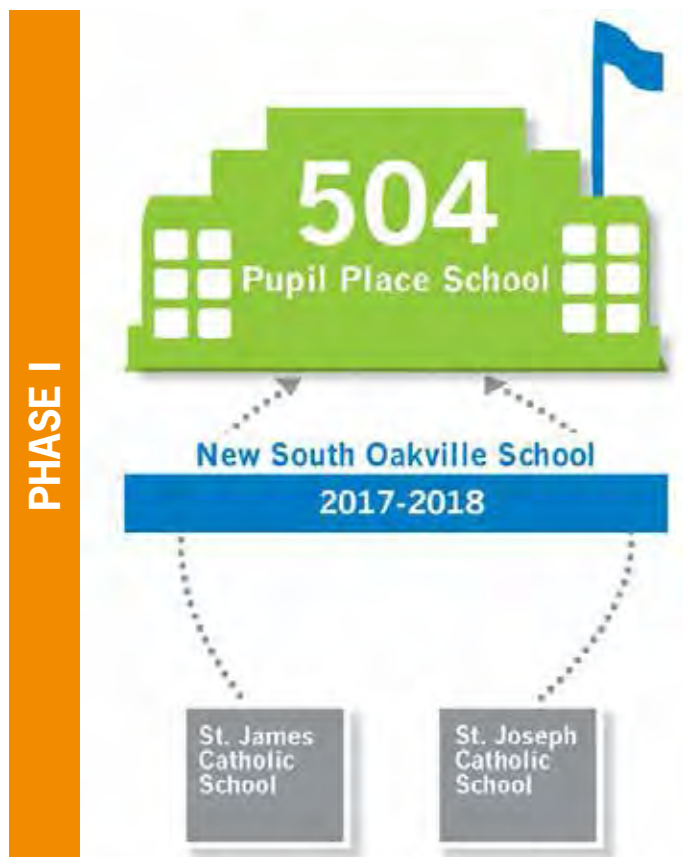 PHASE I
504
Pupil Place School
New South Oakville School
2017-2018
St. James
Catholic
School
St. Joseph
Catholic
School